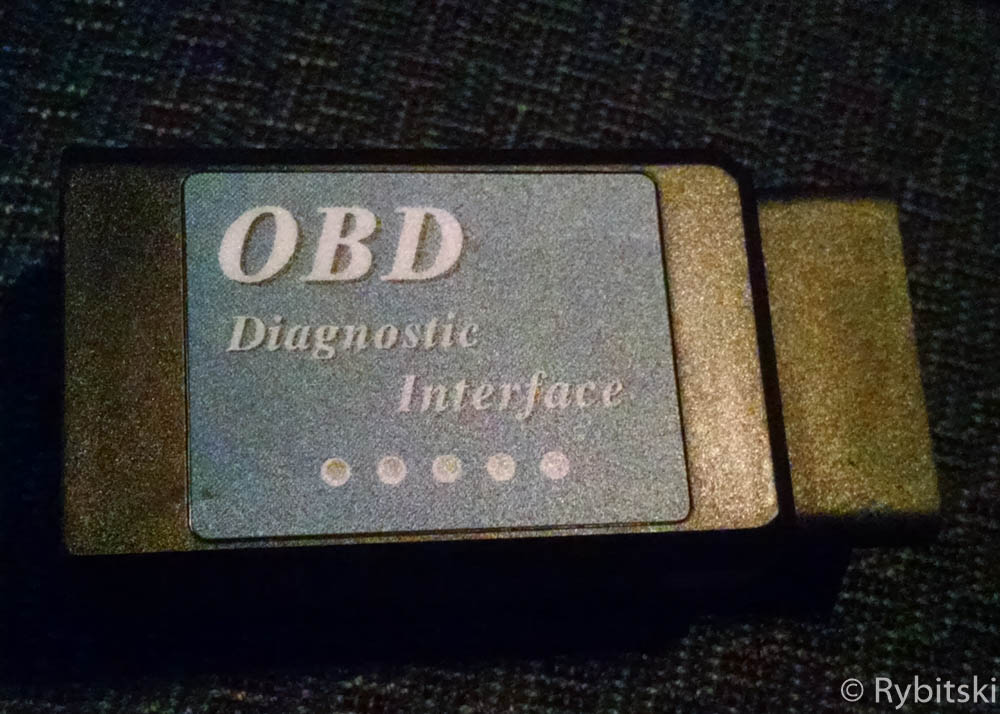 OBD
Diagnostic
Interface
© Rybitski